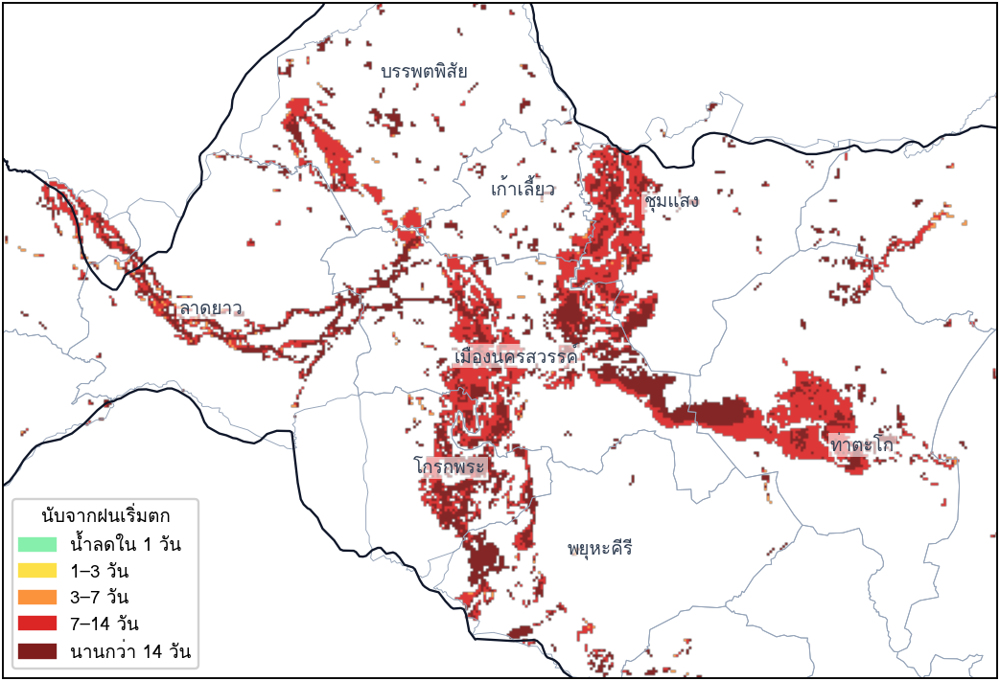 บรรพตพิสัย
เก้าเลี้ยว
ชุมแสง
ลาดยาว
เมืองนครสวรรค์
ท่าตะโก
โกรกพระ
พยุหะคีรี
นับจากฝนเริ่มตก
น้ำลดใน 1 วัน
1–3 วัน
3–7 วัน
7–14 วัน
นานกว่า 14 วัน